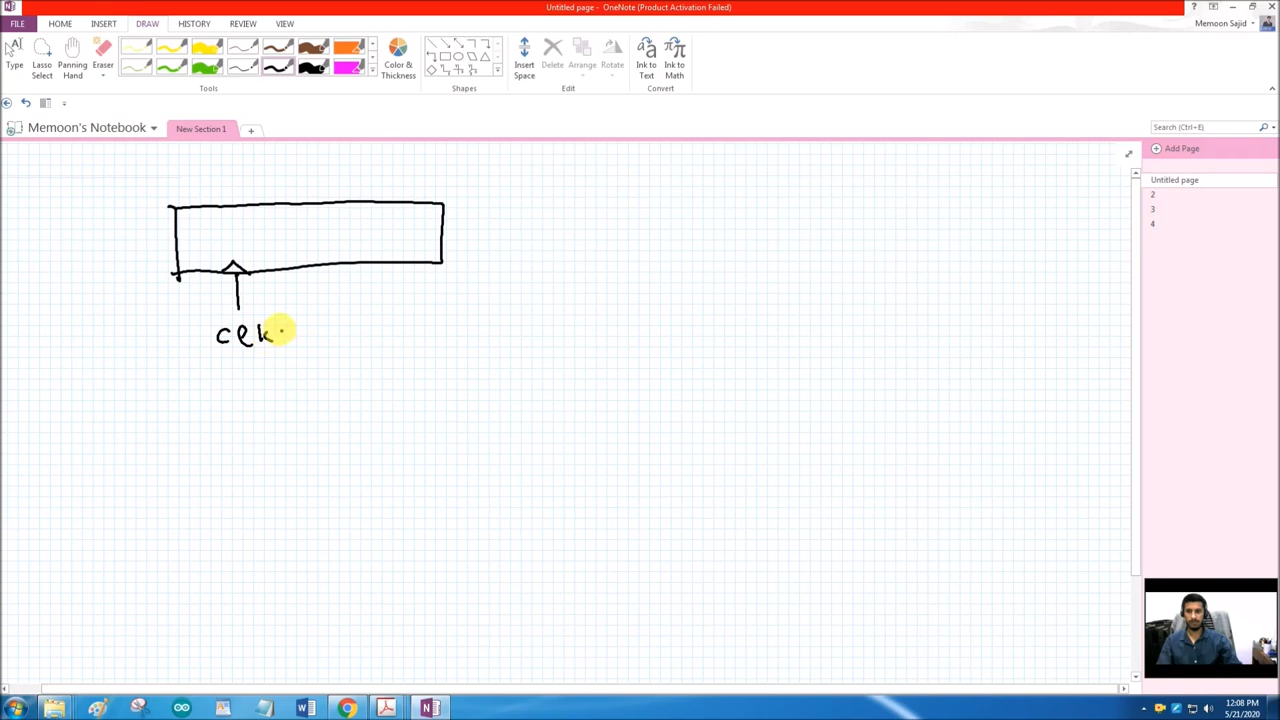 Untitled page - OneNote (Product Activation Failed)
FILE HOME INSERT DRAW HISTORY REVIEW VIEW
Memoon Sajid
Type
Lasso Select
Panning Hand
Eraser
Color & Thickness
Insert Space
Delete
Arrange
Rotate
Ink to Text
Ink to Math
Tools
Shapes
Edit
Convert
Memoon's Notebook
New Section 1
Search (Ctrl+E)
Add Page
Untitled page
2
3
4
clk
12:08 PM
5/21/2020